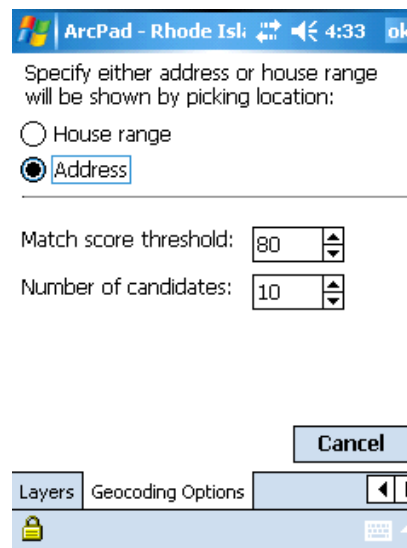 ArcPad - Rhode Isl 4:33 ok
Specify either address or house range
will be shown by picking location:
House range
Address
Match score threshold: 80
Number of candidates: 10
Cancel
Layers Geocoding Options